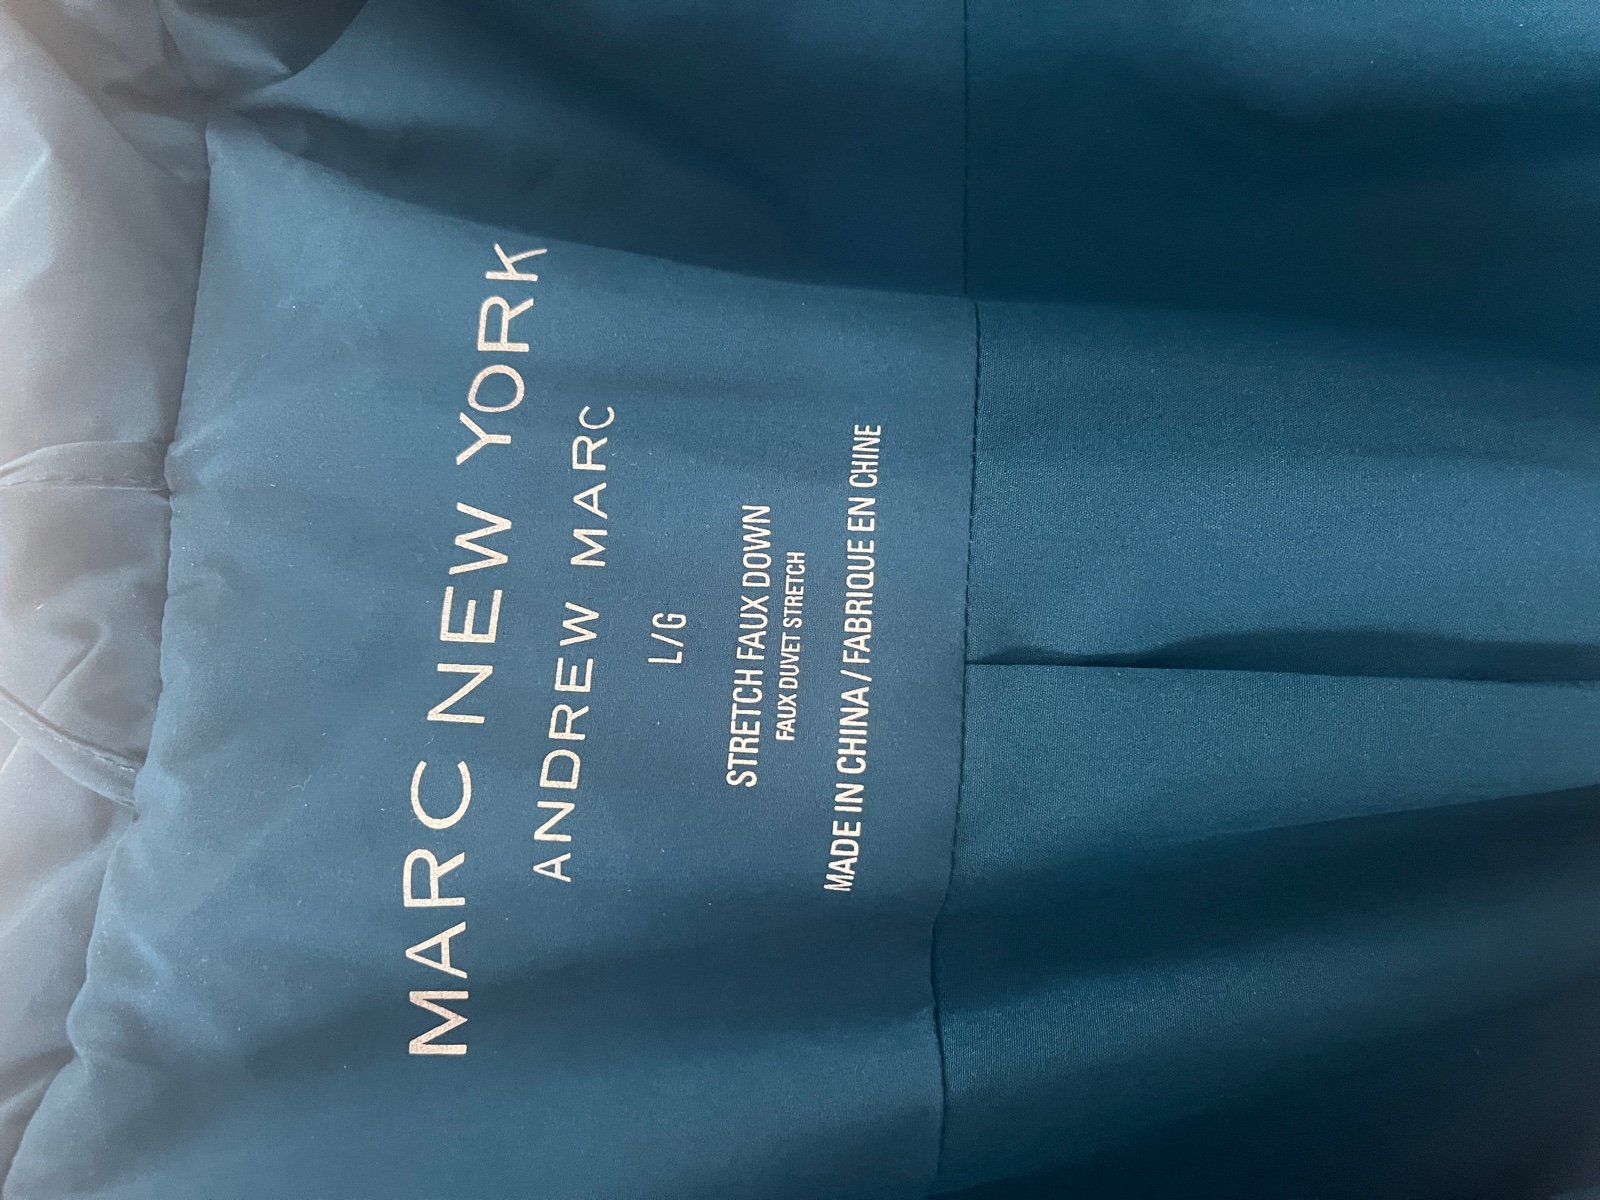 MARC NEW YORK
ANDREW MARC
L/G
STRETCH FAUX DOWN
FAUX DUVET STRETCH
MADE IN CHINA/FABRIQUE EN CHINE